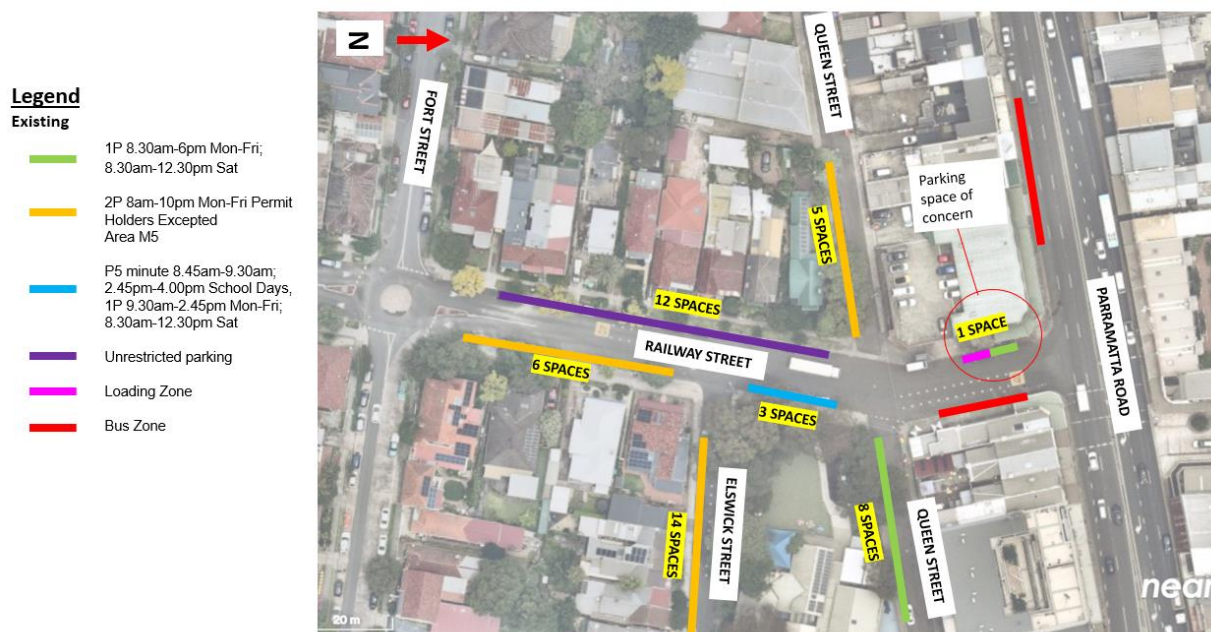 Legend
Existing
1P 8.30am-6pm Mon-Fri;
8.30am-12.30pm Sat
2P 8am-10pm Mon-Fri Permit
Holders Excepted
Area M5
P5 minute 8.45am-9.30am;
2.45pm-4.00pm School Days,
1P 9.30am-2.45pm Mon-Fri;
8.30am-12.30pm Sat
Unrestricted parking
Loading Zone
Bus Zone
N
FORT STREET
QUEEN STREET
Parking
space of
concern
5 SPACES
12 SPACES
1 SPACE
RAILWAY STREET
PARRAMATTA ROAD
6 SPACES
3 SPACES
14 SPACES
ELSWICK STREET
8 SPACES
QUEEN STREET
20 m
near